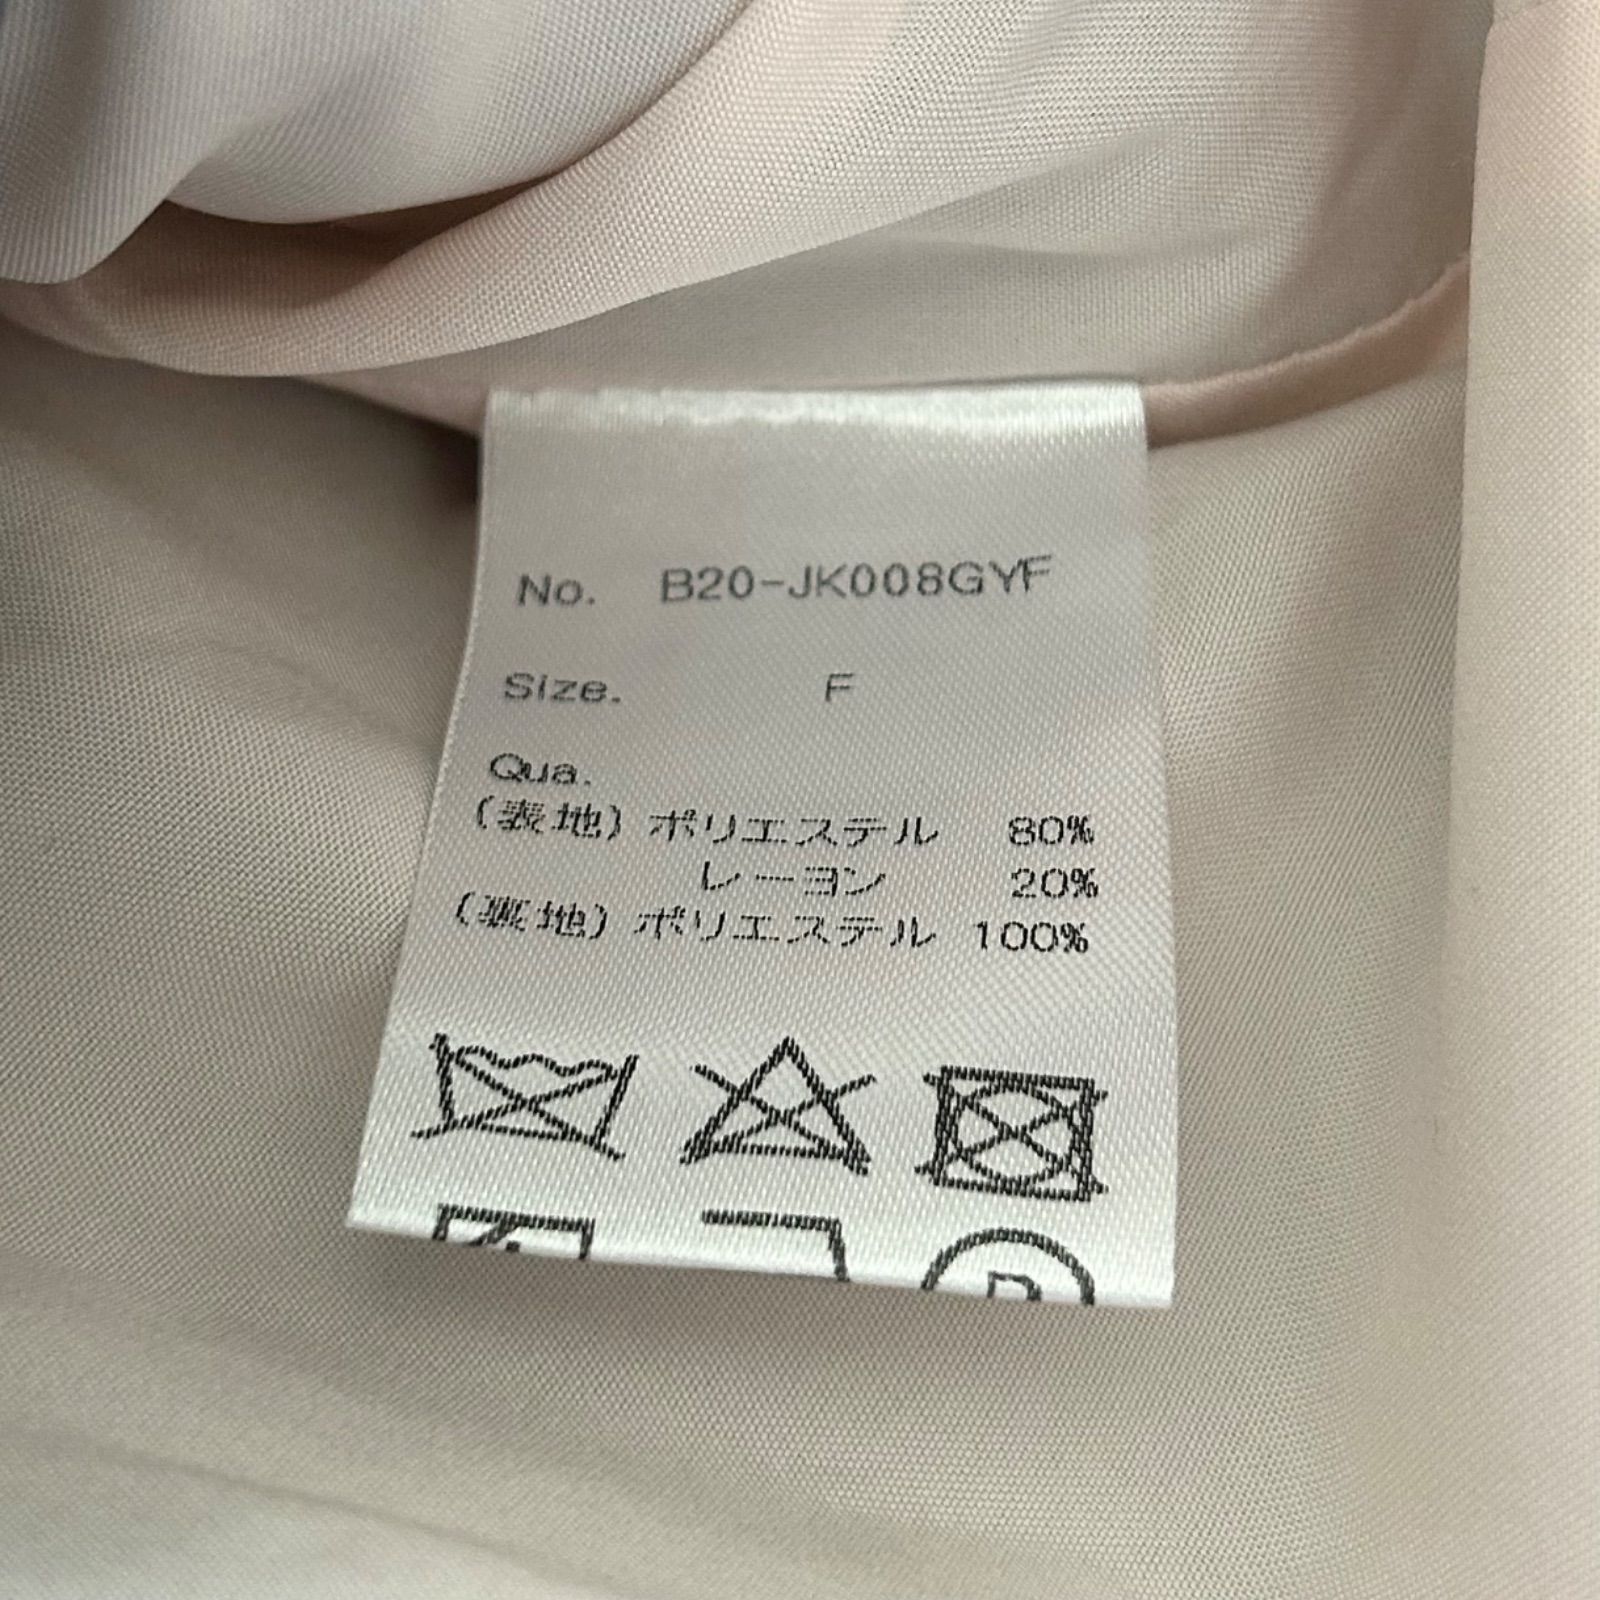 No. B20-JK008GYF
Size. F
Qua.
(表地) ポリエステル 80%
レーヨン 20%
(裏地) ポリエステル 100%